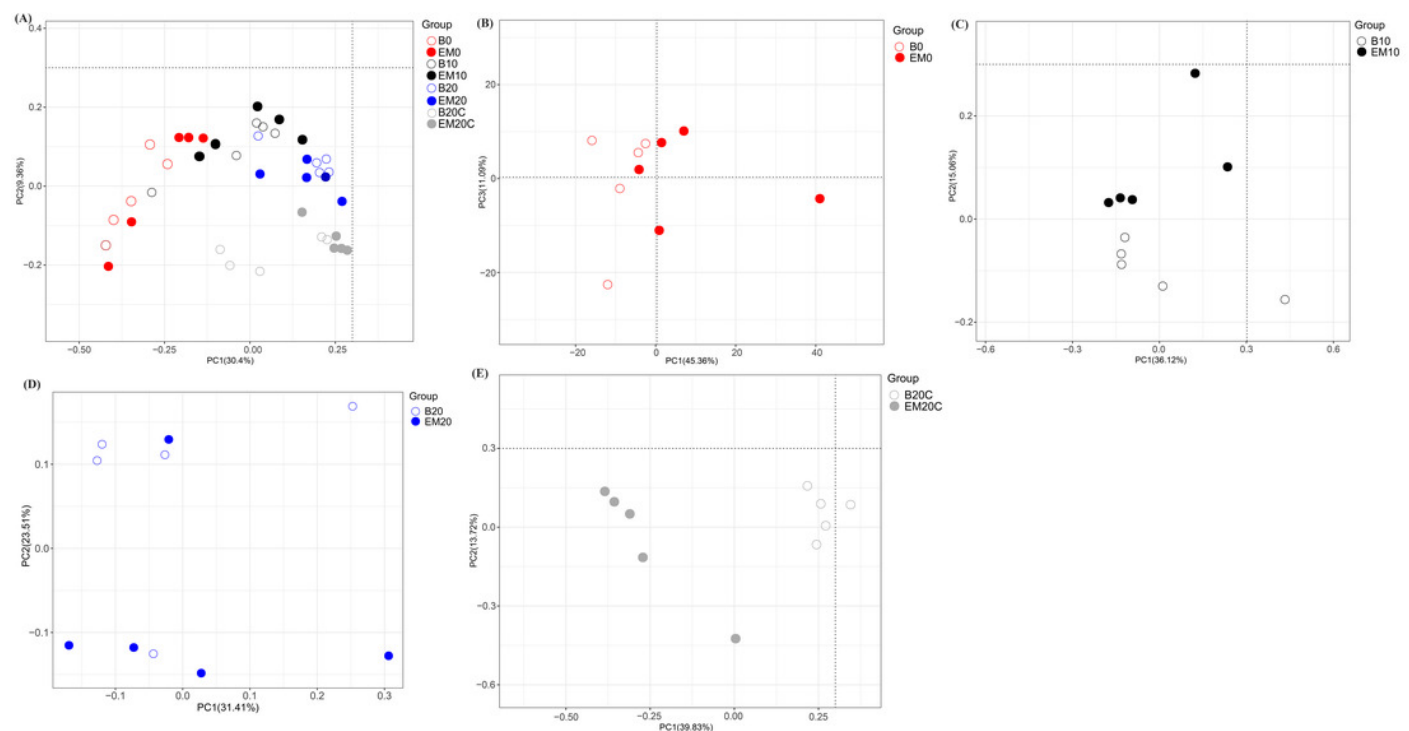 (A)
Group
B0
EM0
B10
EM10
B20
EM20
B20C
EM20C
0.4
0.2
0.0
−0.2
PC2(9.36%)
−0.50
−0.25
0.00
0.25
PC1(30.4%)
(B)
Group
B0
EM0
20
0
−20
PC3(11.09%)
−20
0
20
40
PC1(45.36%)
(C)
Group
B10
EM10
0.2
0.0
−0.2
PC2(15.06%)
−0.6
−0.3
0.0
0.3
0.6
PC1(36.12%)
(D)
Group
B20
EM20
0.1
0.0
−0.1
PC2(23.51%)
−0.1
0.0
0.1
0.2
0.3
PC1(31.41%)
(E)
Group
B20C
EM20C
0.3
0.0
−0.3
−0.6
PC2(13.72%)
−0.50
−0.25
0.00
0.25
PC1(39.83%)